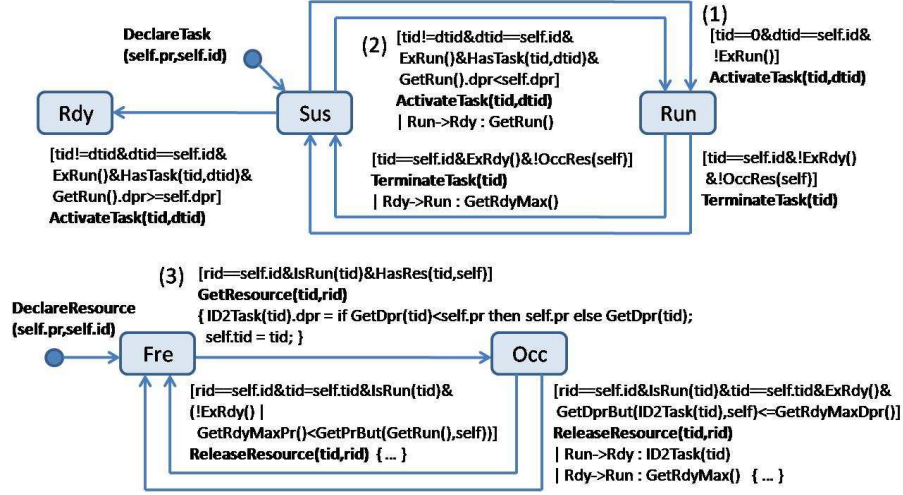 (1)
DeclareTask
(self.pr,self.id)
(2)
[tid!=dtid&dtid==self.id&
ExRun()&HasTask(tid,dtid)&
GetRun().dpr<self.dpr]
ActivateTask(tid,dtid)
| Run->Rdy : GetRun()
[tid==0&dtid==self.id&
!ExRun()]
ActivateTask(tid,dtid)
Rdy
Sus
Run
[tid!=dtid&dtid==self.id&
ExRun()&HasTask(tid,dtid)&
GetRun().dpr>=self.dpr]
ActivateTask(tid,dtid)
[tid==self.id&ExRdy()&!OccRes(self)]
TerminateTask(tid)
| Rdy->Run : GetRdyMax()
[tid==self.id&!ExRdy()
&!OccRes(self)]
TerminateTask(tid)
(3)
[rid==self.id&IsRun(tid)&HasRes(tid,self)]
GetResource(tid,rid)
{ ID2Task(tid).dpr = if GetDpr(tid)<self.pr then self.pr else GetDpr(tid);
self.tid = tid; }
DeclareResource
(self.pr,self.id)
Fre
Occ
[rid==self.id&tid=self.tid&IsRun(tid)&
(!ExRdy() |
GetRdyMaxPr()<GetPrBut(GetRun(),self))]
ReleaseResource(tid,rid) { ... }
[rid==self.id&IsRun(tid)&tid==self.tid&ExRdy()&
GetDprBut(ID2Task(tid),self)<=GetRdyMaxDpr()]
ReleaseResource(tid,rid)
| Run->Rdy : ID2Task(tid)
| Rdy->Run : GetRdyMax() { ... }